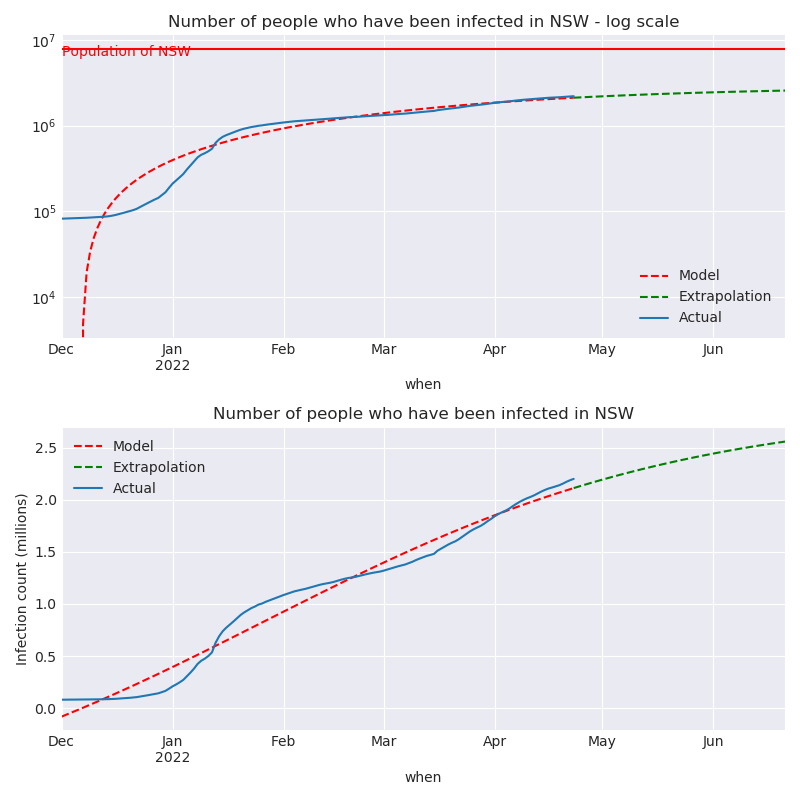 Number of people who have been infected in NSW - log scale
10^7
Population of NSW
10^6
10^5
10^4
Model
Extrapolation
Actual
Dec Jan Feb Mar Apr May Jun
2022
when
Number of people who have been infected in NSW
Infection count (millions)
2.5
2.0
1.5
1.0
0.5
0.0
Model
Extrapolation
Actual
Dec Jan Feb Mar Apr May Jun
2022
when